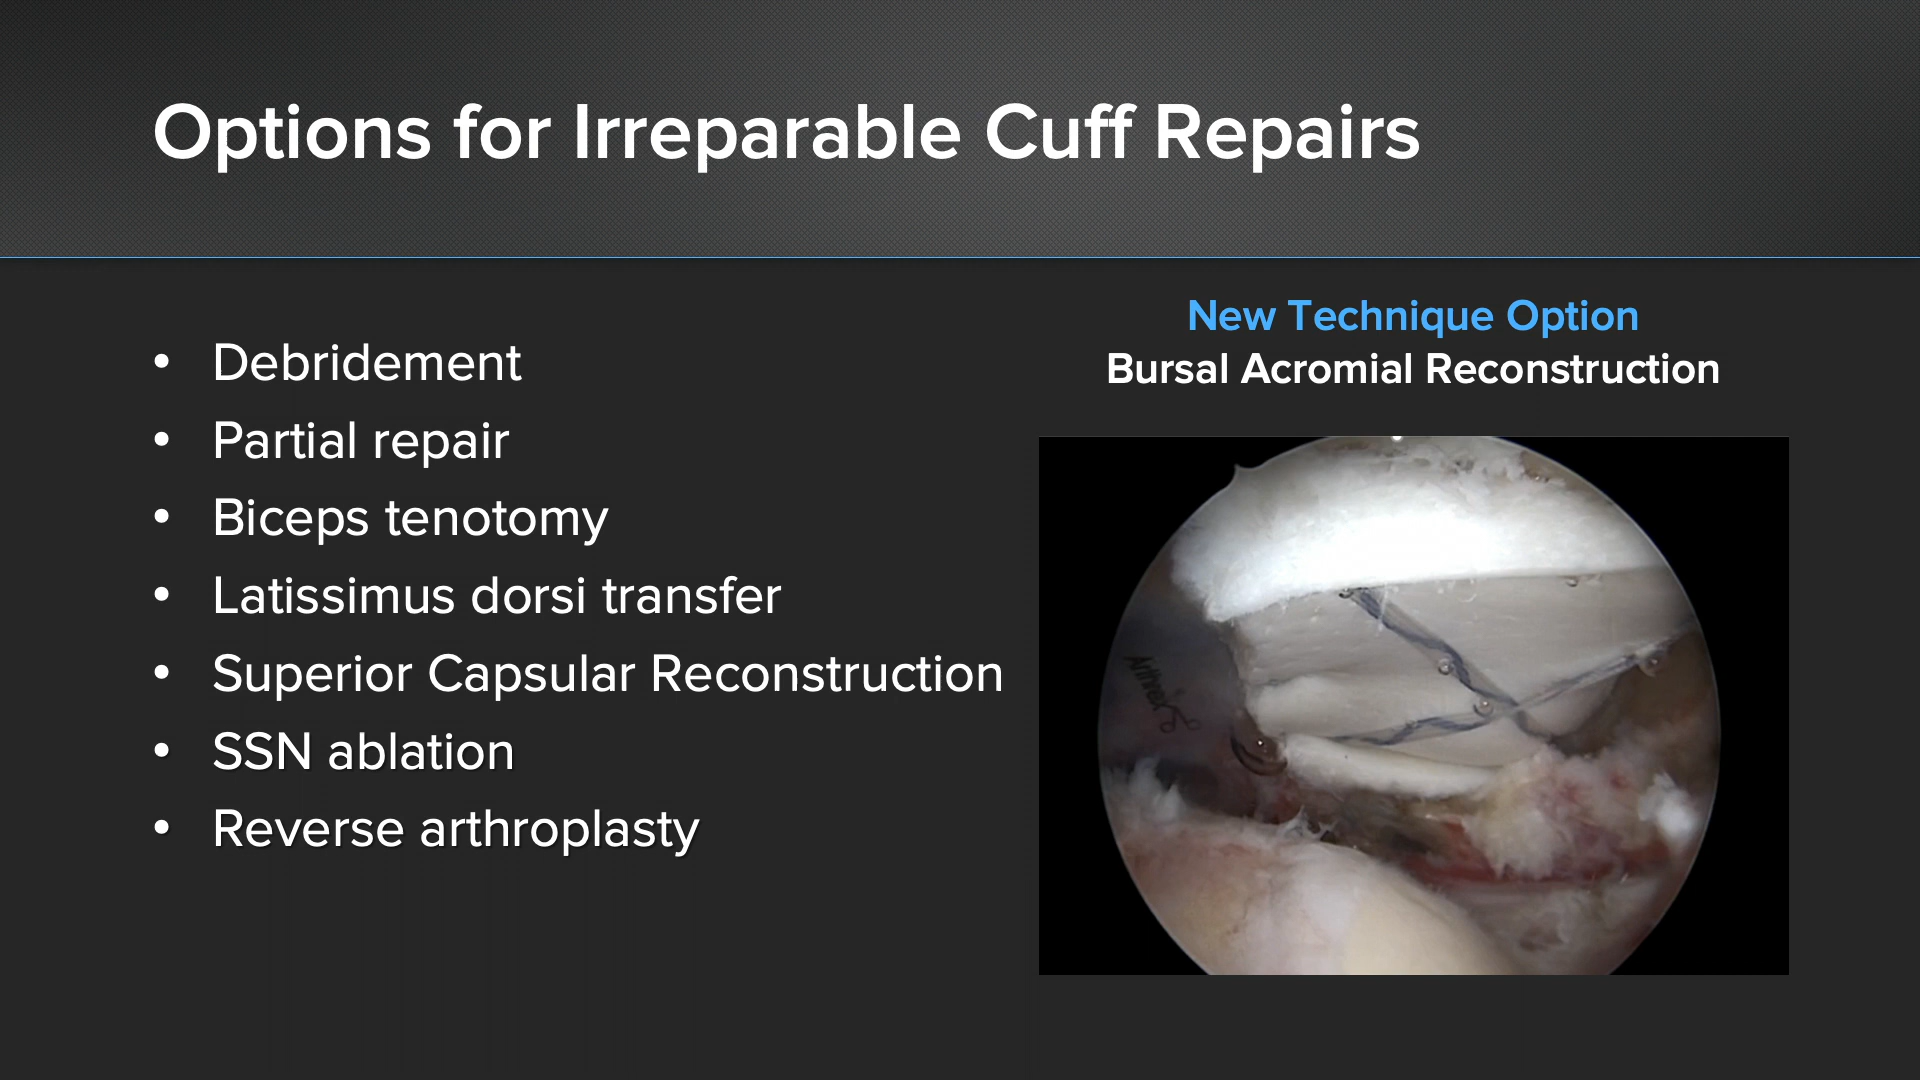 Options for Irreparable Cuff Repairs
• Debridement
• Partial repair
• Biceps tenotomy
• Latissimus dorsi transfer
• Superior Capsular Reconstruction
• SSN ablation
• Reverse arthroplasty
New Technique Option
Bursal Acromial Reconstruction
Arthrex